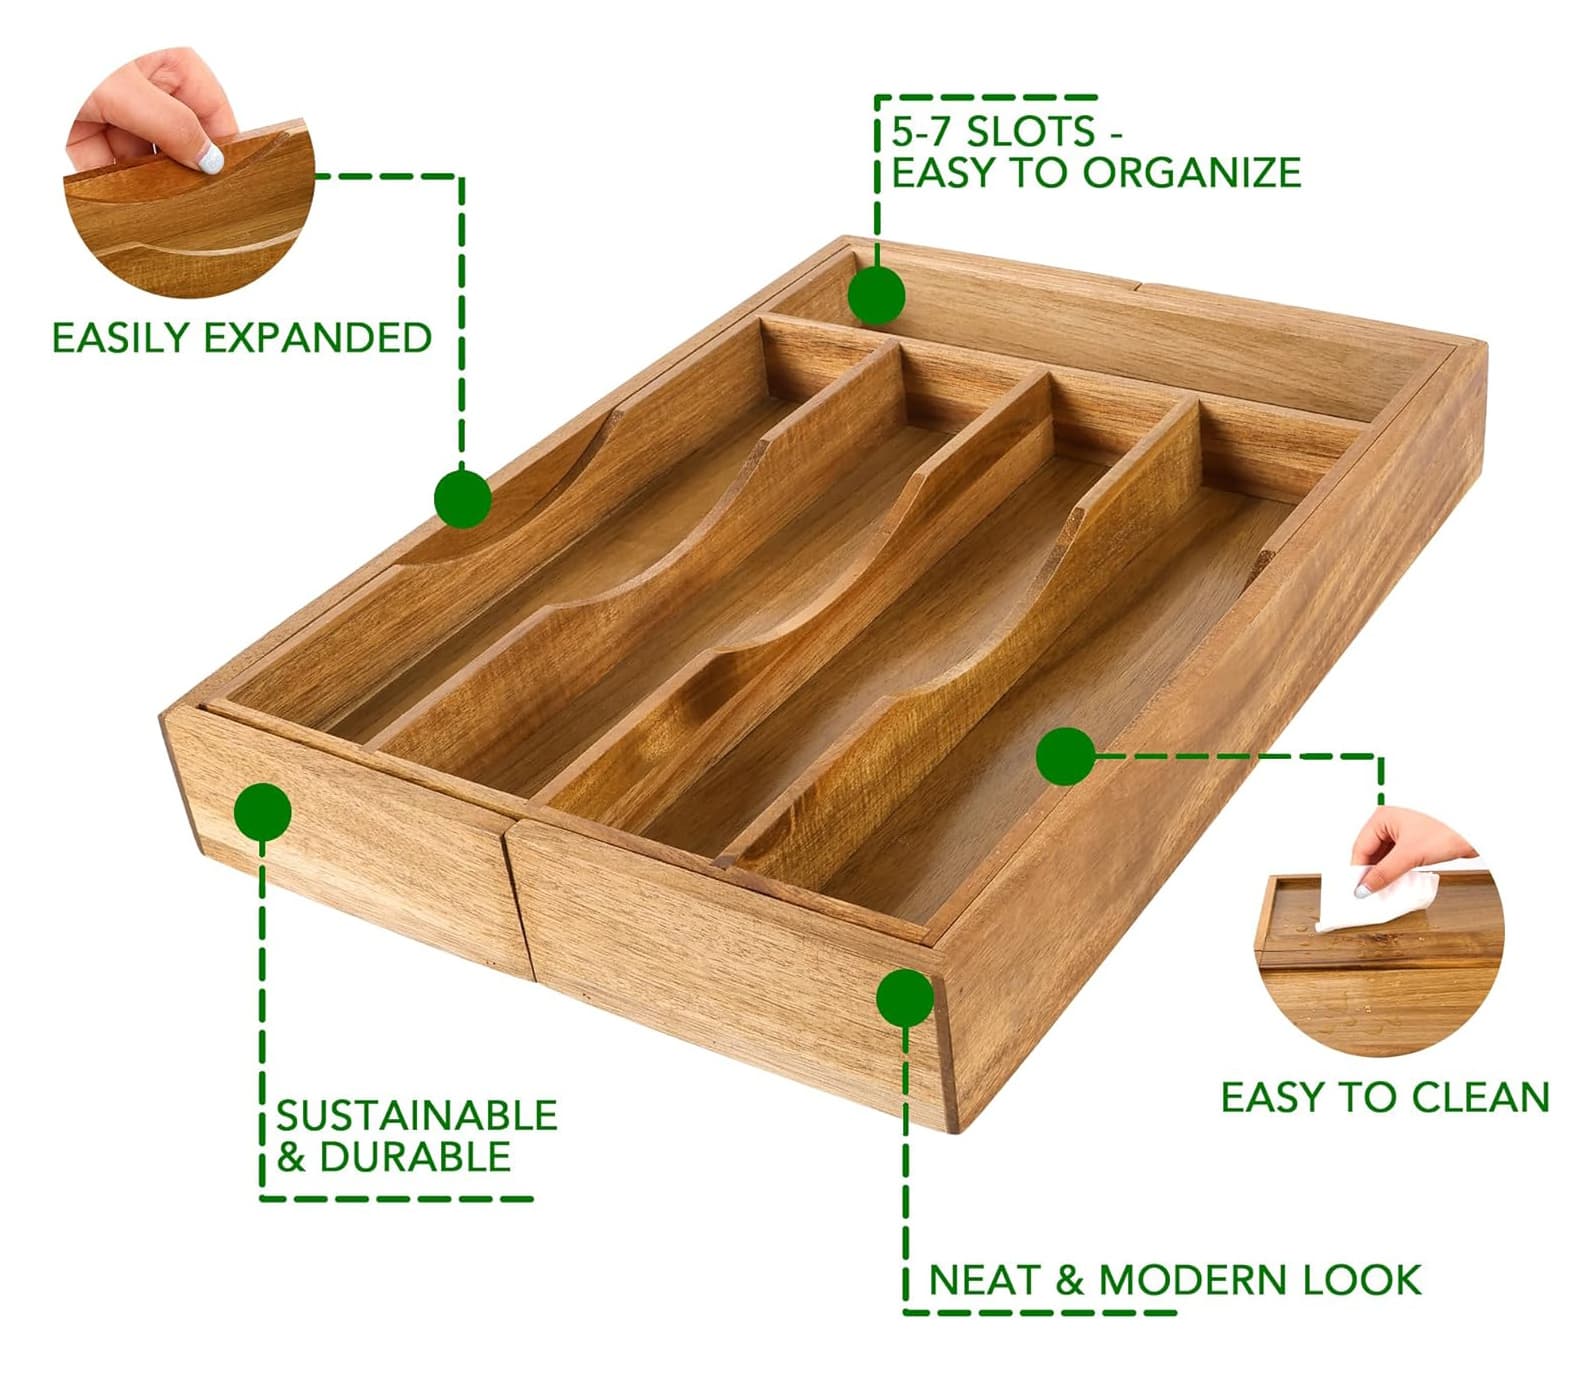 5-7 SLOTS -
EASY TO ORGANIZE
EASILY EXPANDED
EASY TO CLEAN
SUSTAINABLE
& DURABLE
NEAT & MODERN LOOK